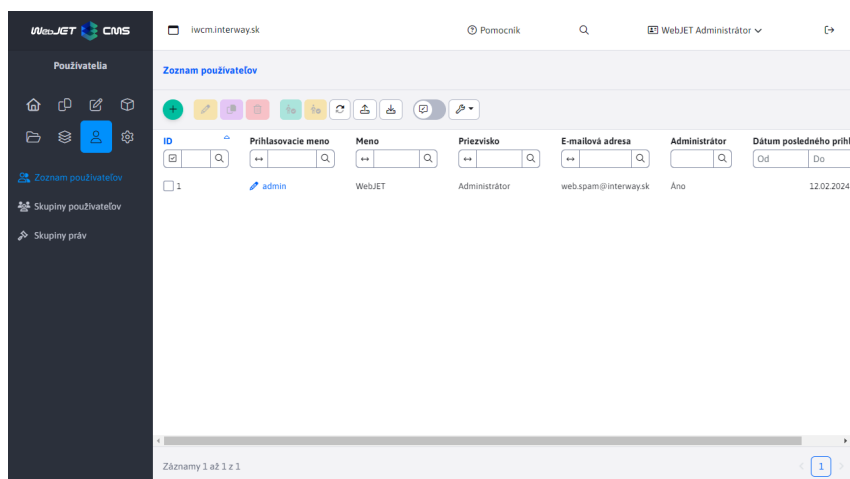 WebJET CMS
iwcm.interway.sk
Pomocník
WebJET Administrátor
Používatelia
Zoznam používateľov
Zoznam používateľov
Skupiny používateľov
Skupiny práv
ID Prihlasovacie meno Meno Priezvisko E-mailová adresa Administrátor Dátum posledného prihl
Od Do
1 admin WebJET Administrátor web.spam@interway.sk Áno 12.02.2024
Záznamy 1 až 1 z 1
1